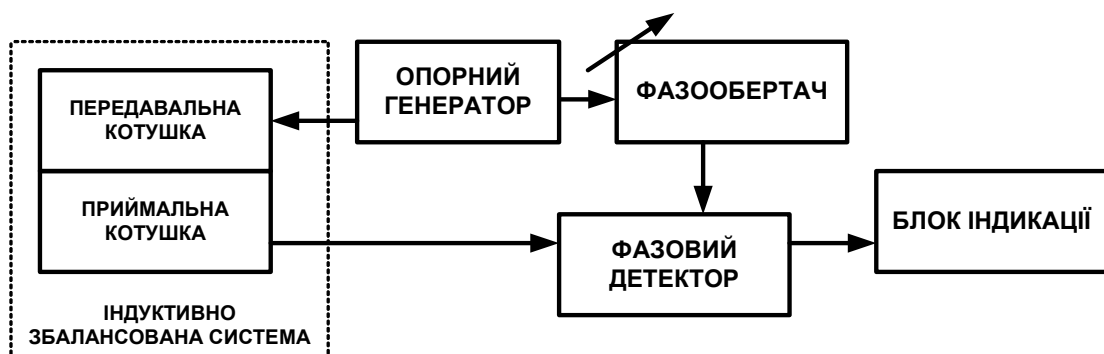 ОПОРНИЙ
ГЕНЕРАТОР
ФАЗООБЕРТАЧ
ПЕРЕДАВАЛЬНА
КОТУШКА
ПРИЙМАЛЬНА
КОТУШКА
ФАЗОВИЙ
ДЕТЕКТОР
БЛОК ІНДИКАЦІЇ
ІНДУКТИВНО
ЗБАЛАНСОВАНА СИСТЕМА